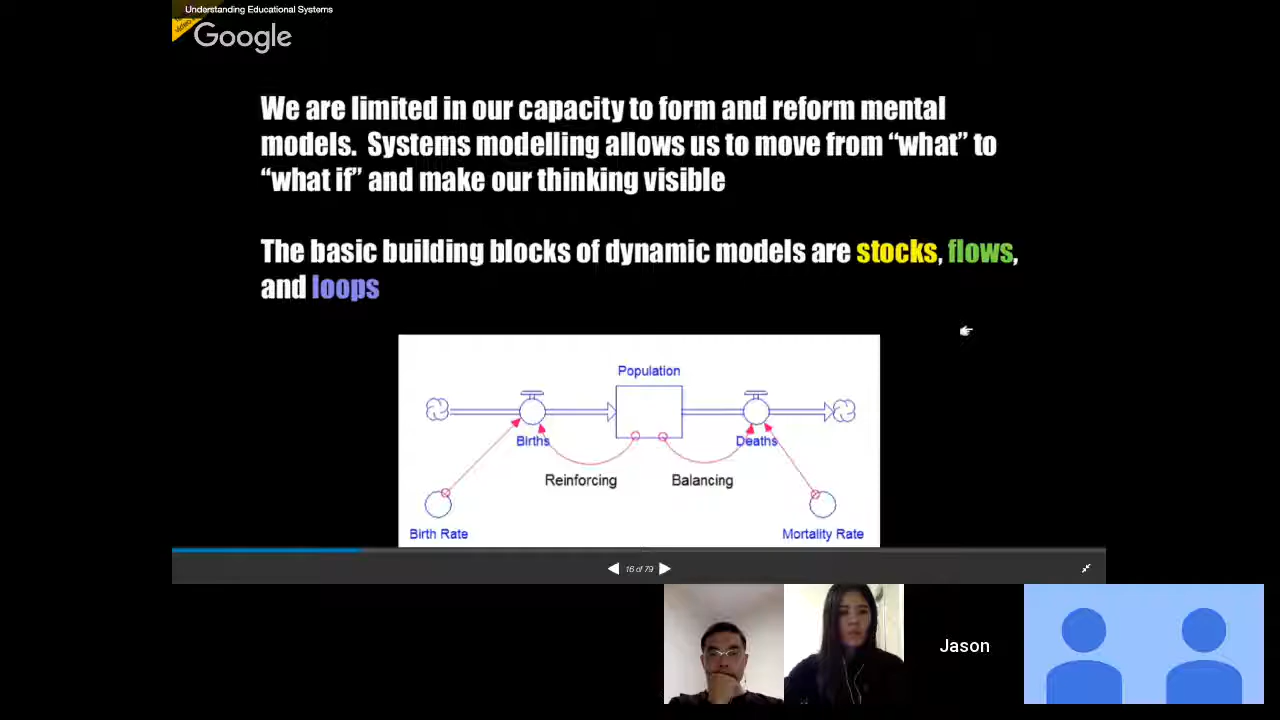 Understanding Educational Systems
video
Google
We are limited in our capacity to form and reform mental
models. Systems modelling allows us to move from “what” to
“what if” and make our thinking visible
The basic building blocks of dynamic models are stocks, flows,
and loops
Population
Births
Deaths
Reinforcing
Balancing
Birth Rate
Mortality Rate
16 of 79
Jason